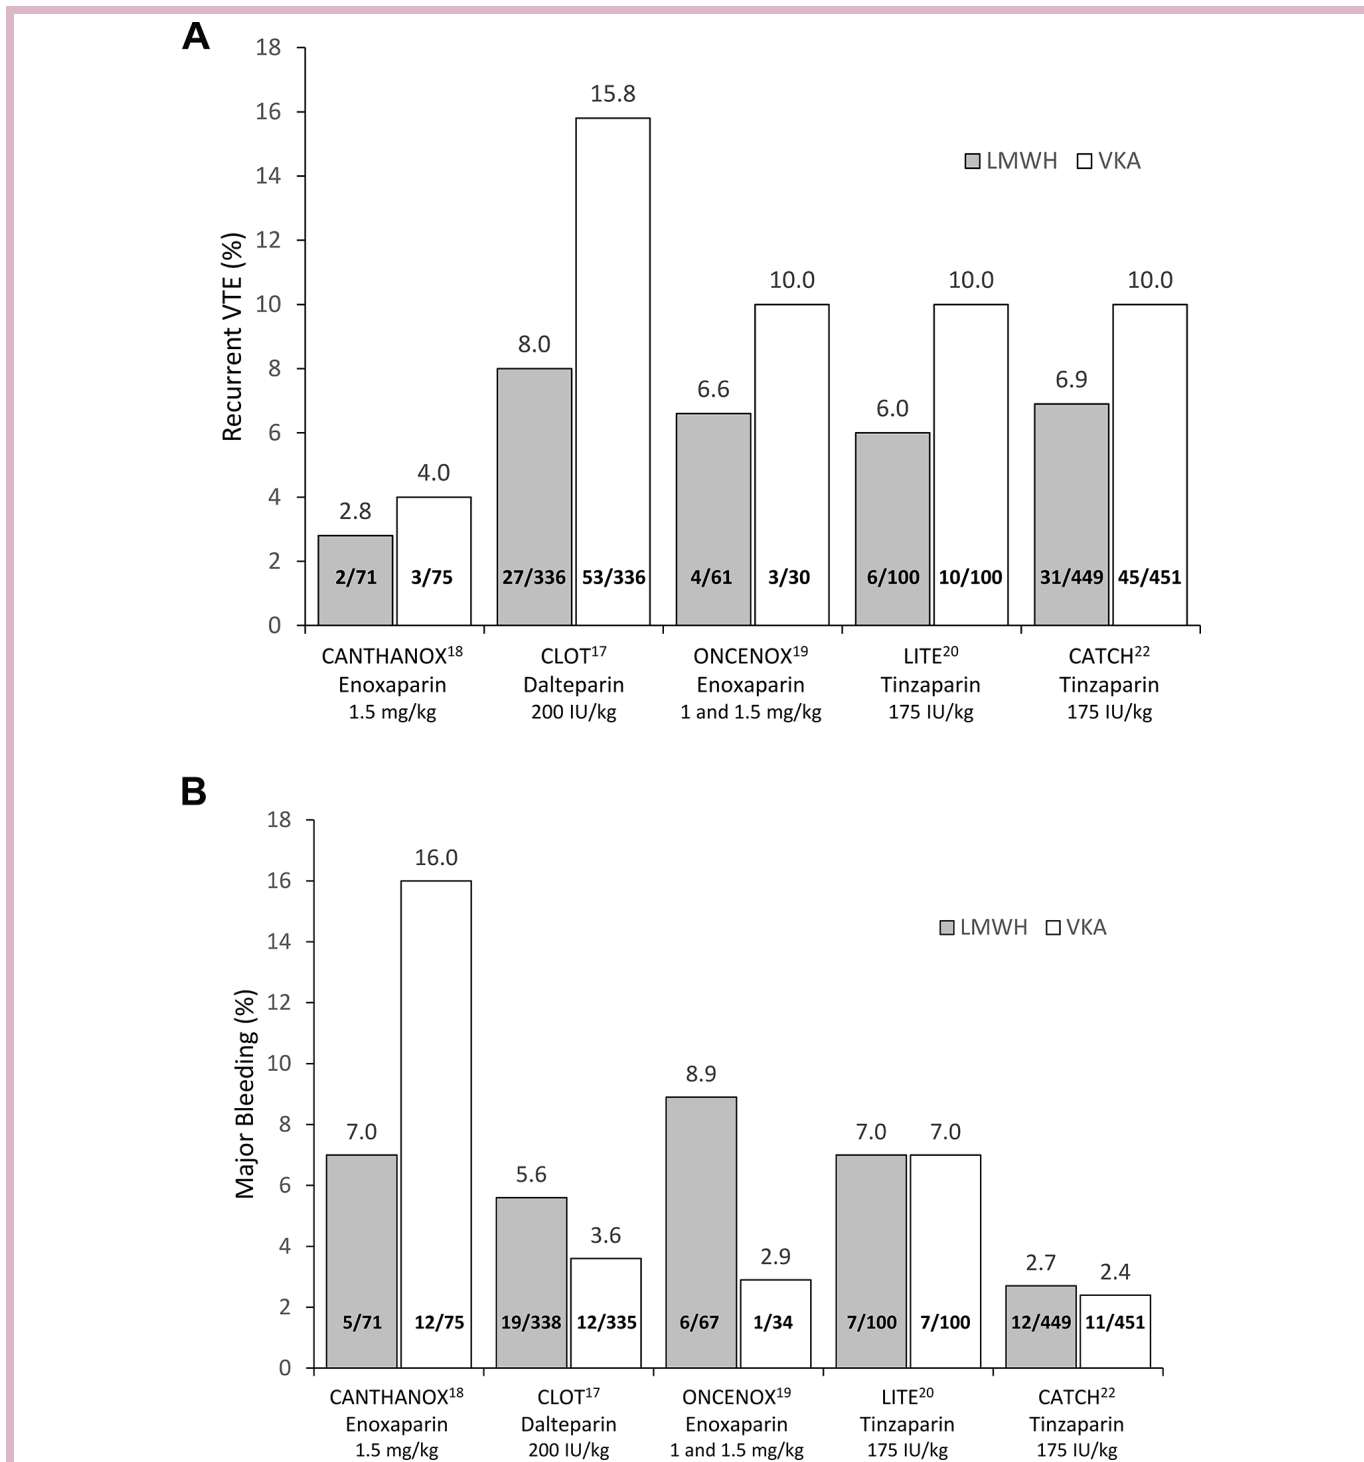 A
18
15.8
16
LMWH VKA
14
12
10.0 10.0 10.0
10
8.0
8
6.6 6.0 6.9
6
4.0
4
2.8
2
2/71 3/75 27/336 53/336 4/61 3/30 6/100 10/100 31/449 45/451
0
Recurrent VTE (%)
CANTHANOX18 CLOT17 ONCENOX19 LITE20 CATCH22
Enoxaparin Dalteparin Enoxaparin Tinzaparin Tinzaparin
1.5 mg/kg 200 IU/kg 1 and 1.5 mg/kg 175 IU/kg 175 IU/kg
B
18
16.0
16
LMWH VKA
14
12
10
8.9
8
7.0 7.0 7.0
6
5.6
4
3.6
2.9 2.7 2.4
2
5/71 12/75 19/338 12/335 6/67 1/34 7/100 7/100 12/449 11/451
0
Major Bleeding (%)
CANTHANOX18 CLOT17 ONCENOX19 LITE20 CATCH22
Enoxaparin Dalteparin Enoxaparin Tinzaparin Tinzaparin
1.5 mg/kg 200 IU/kg 1 and 1.5 mg/kg 175 IU/kg 175 IU/kg